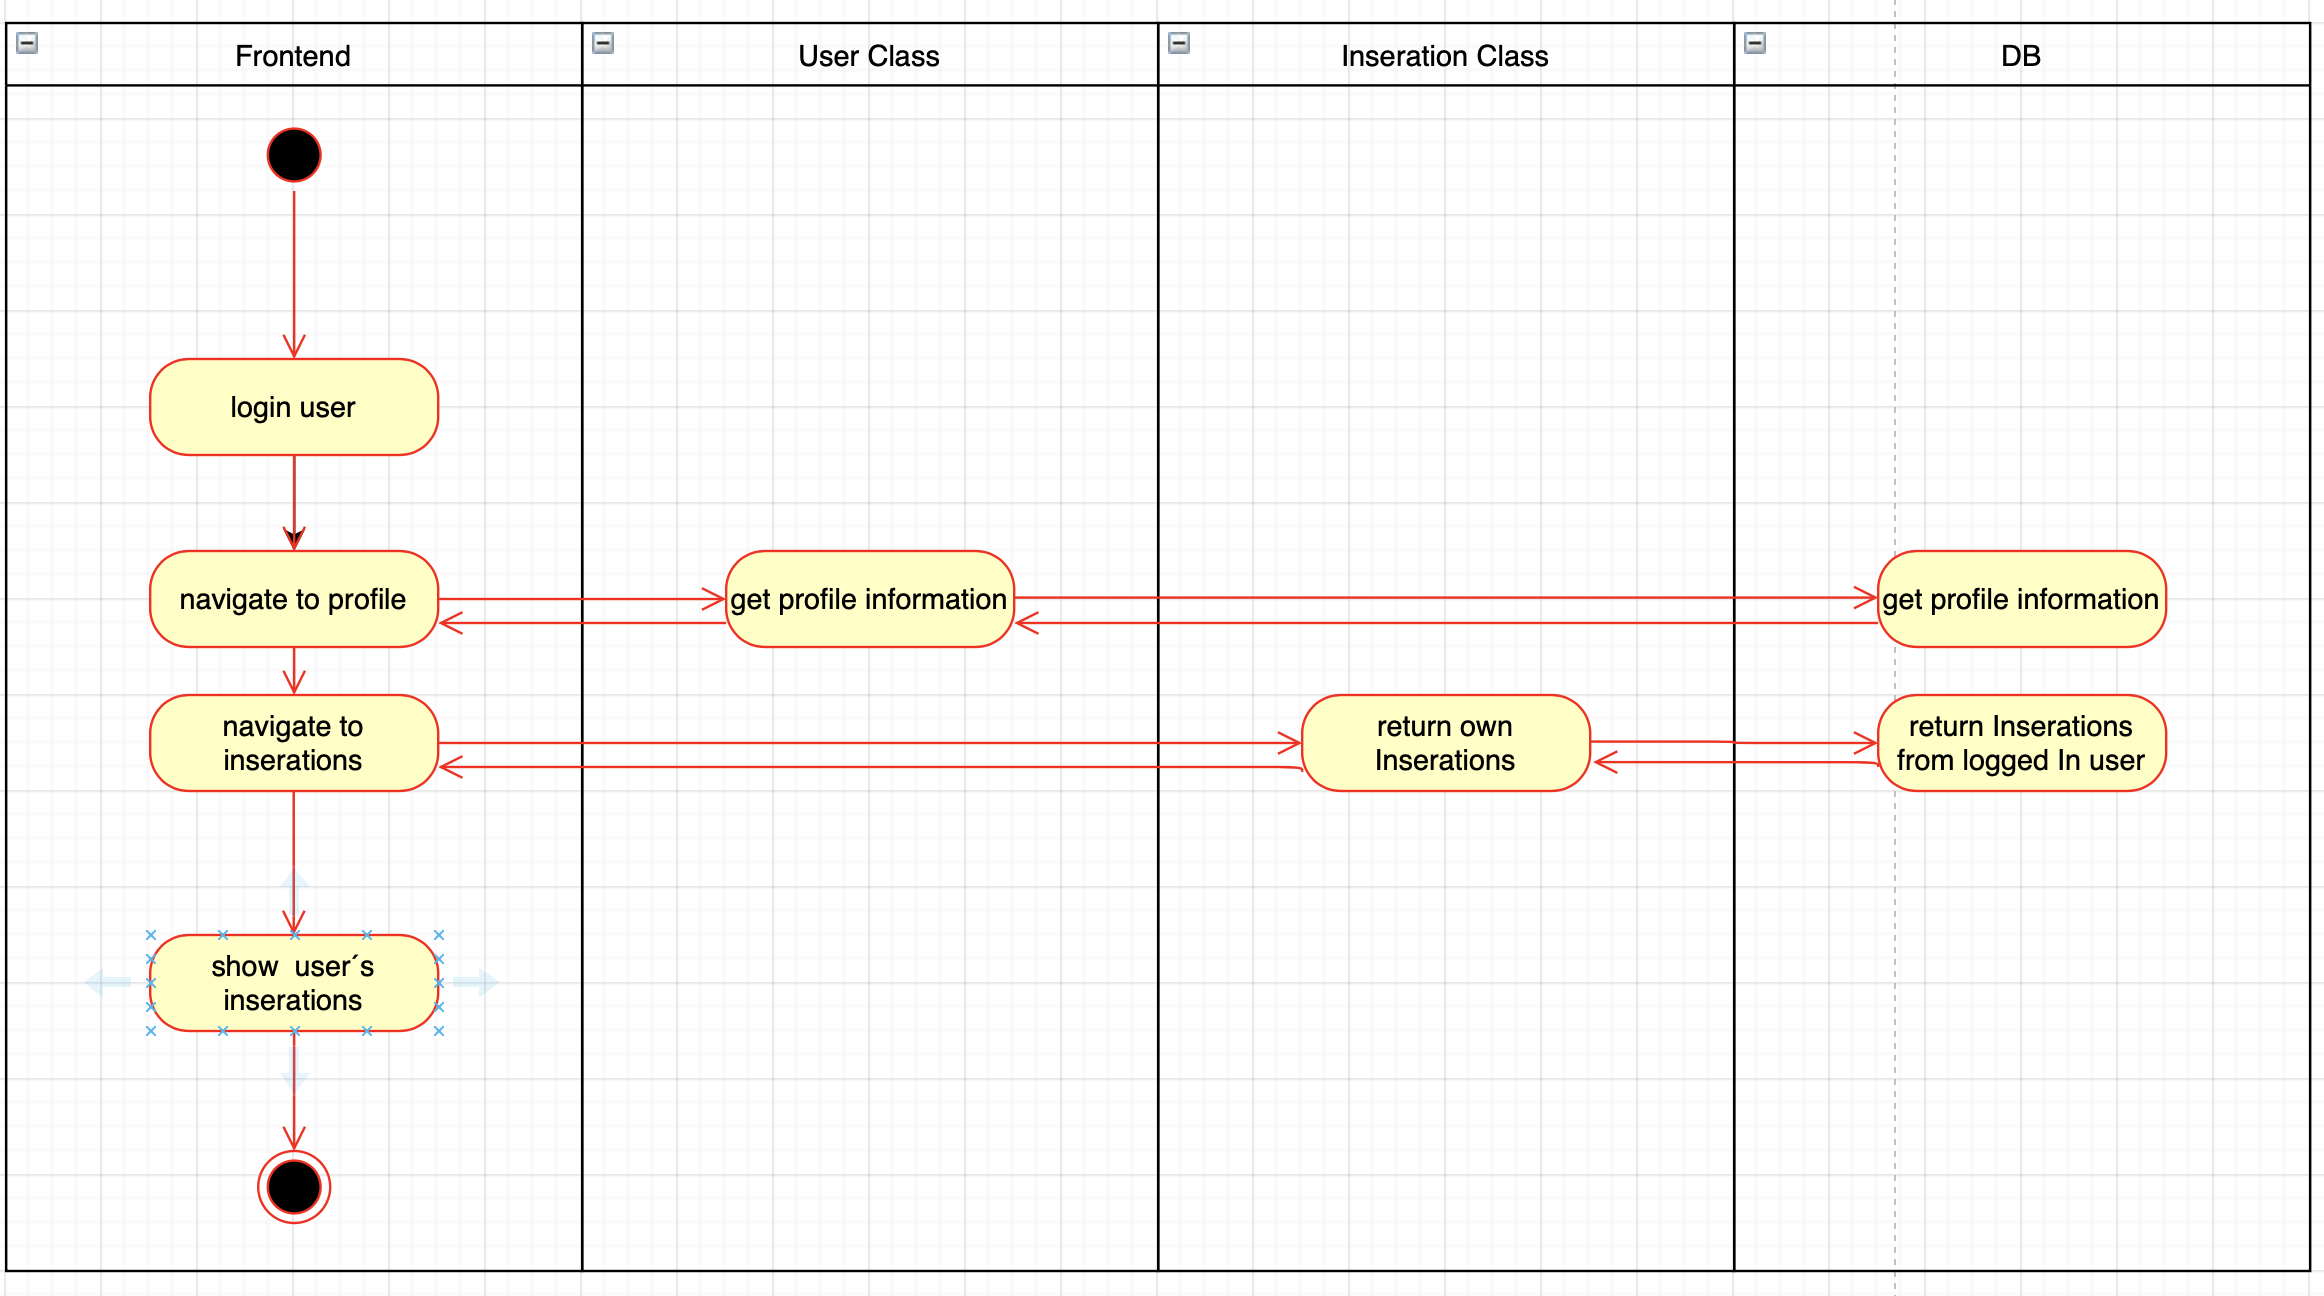 Frontend
User Class
Inseration Class
DB
login user
navigate to profile
get profile information
get profile information
navigate to
inserations
return own
Inserations
return Inserations
from logged In user
show  user´s
inserations